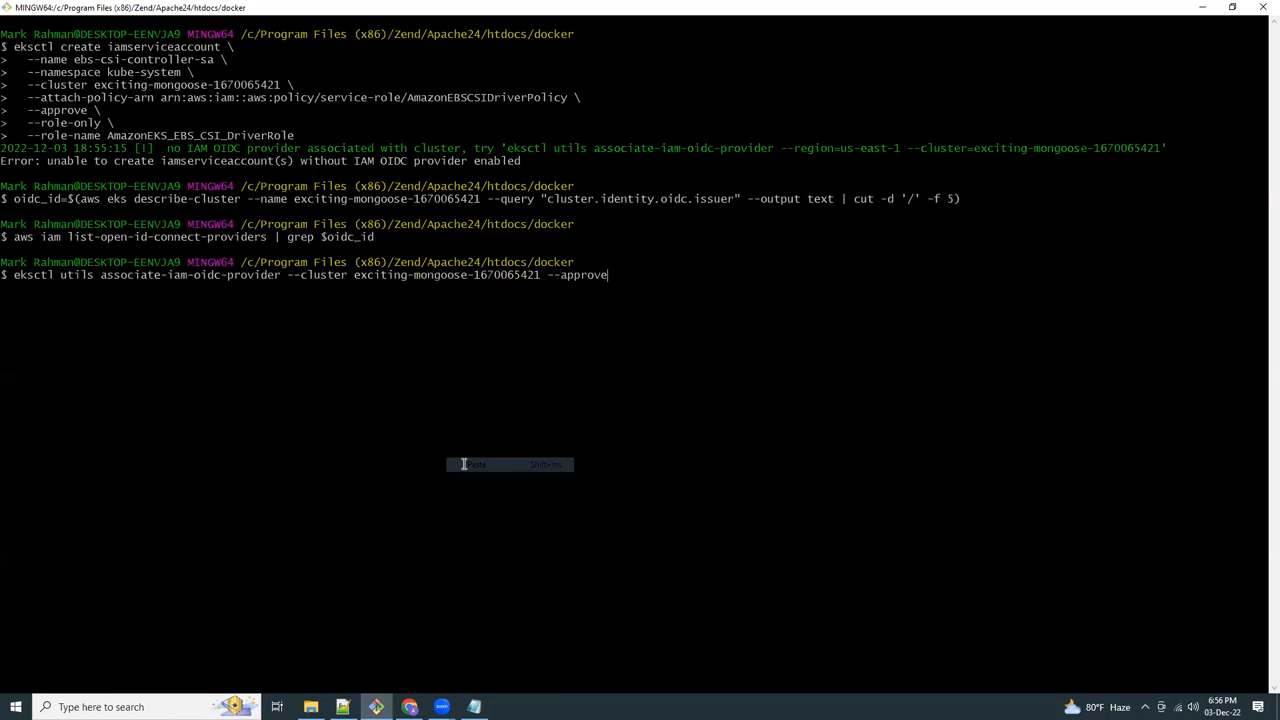 MINGW64:/c/Program Files (x86)/Zend/Apache24/htdocs/docker
Mark Rahman@DESKTOP-EENVJA9 MINGW64 /c/Program Files (x86)/Zend/Apache24/htdocs/docker
$ eksctl create iamserviceaccount \
>   --name ebs-csi-controller-sa \
>   --namespace kube-system \
>   --cluster exciting-mongoose-1670065421 \
>   --attach-policy-arn arn:aws:iam::aws:policy/service-role/AmazonEBSCSIDriverPolicy \
>   --approve \
>   --role-only \
>   --role-name AmazonEKS_EBS_CSI_DriverRole
2022-12-03 18:55:15 [!]  no IAM OIDC provider associated with cluster, try 'eksctl utils associate-iam-oidc-provider --region=us-east-1 --cluster=exciting-mongoose-1670065421'
Error: unable to create iamserviceaccount(s) without IAM OIDC provider enabled
Mark Rahman@DESKTOP-EENVJA9 MINGW64 /c/Program Files (x86)/Zend/Apache24/htdocs/docker
$ oidc_id=$(aws eks describe-cluster --name exciting-mongoose-1670065421 --query "cluster.identity.oidc.issuer" --output text | cut -d '/' -f 5)
Mark Rahman@DESKTOP-EENVJA9 MINGW64 /c/Program Files (x86)/Zend/Apache24/htdocs/docker
$ aws iam list-open-id-connect-providers | grep $oidc_id
Mark Rahman@DESKTOP-EENVJA9 MINGW64 /c/Program Files (x86)/Zend/Apache24/htdocs/docker
$ eksctl utils associate-iam-oidc-provider --cluster exciting-mongoose-1670065421 --approve
Paste Shift+Ins
Type here to search
zoom
80°F Haze
6:56 PM
03-Dec-22